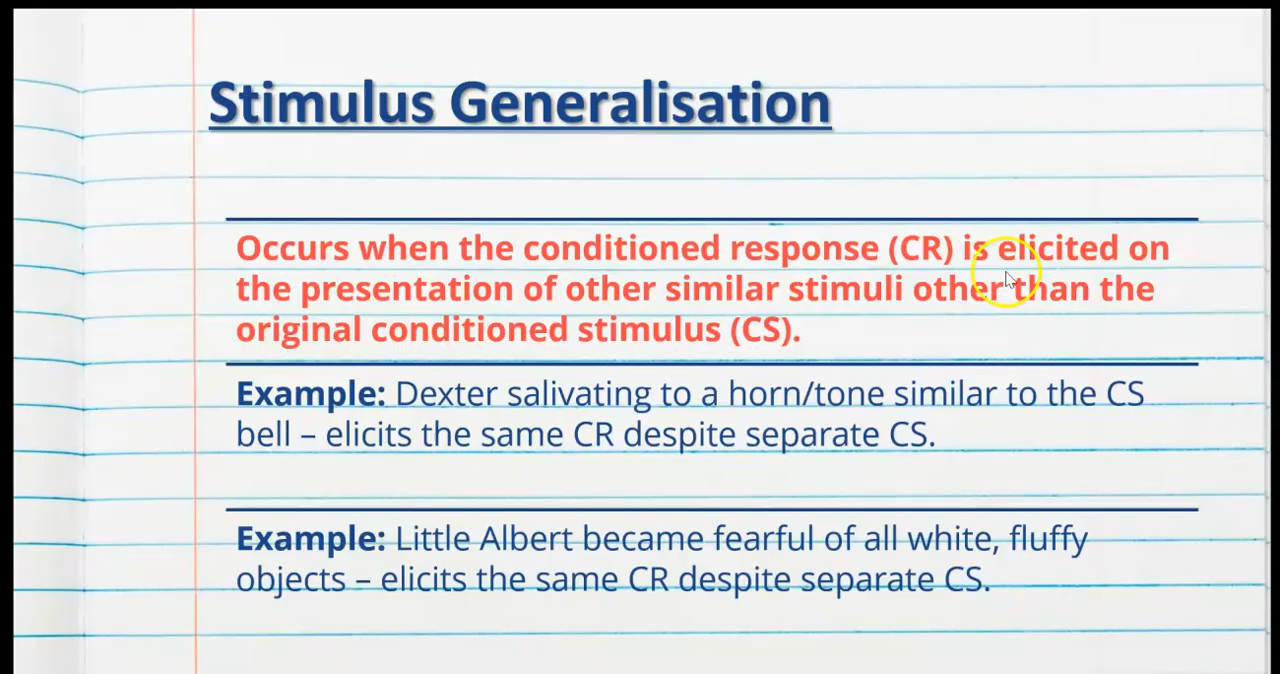 Stimulus Generalisation
Occurs when the conditioned response (CR) is elicited on
the presentation of other similar stimuli other than the
original conditioned stimulus (CS).
Example: Dexter salivating to a horn/tone similar to the CS
bell – elicits the same CR despite separate CS.
Example: Little Albert became fearful of all white, fluffy
objects – elicits the same CR despite separate CS.